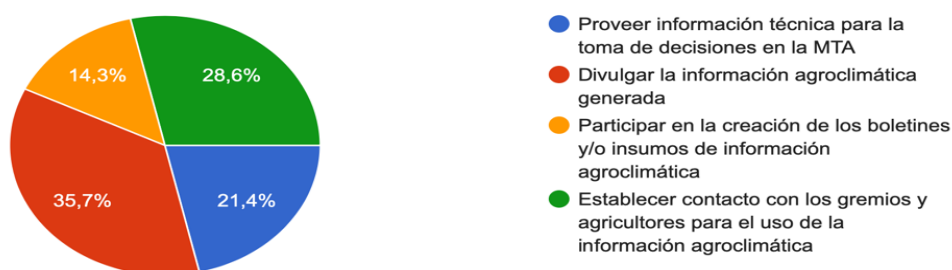 14,3%
28,6%
35,7%
21,4%
Proveer información técnica para la
toma de decisiones en la MTA
Divulgar la información agroclimática
generada
Participar en la creación de los boletines
y/o insumos de información
agroclimática
Establecer contacto con los gremios y
agricultores para el uso de la
información agroclimática